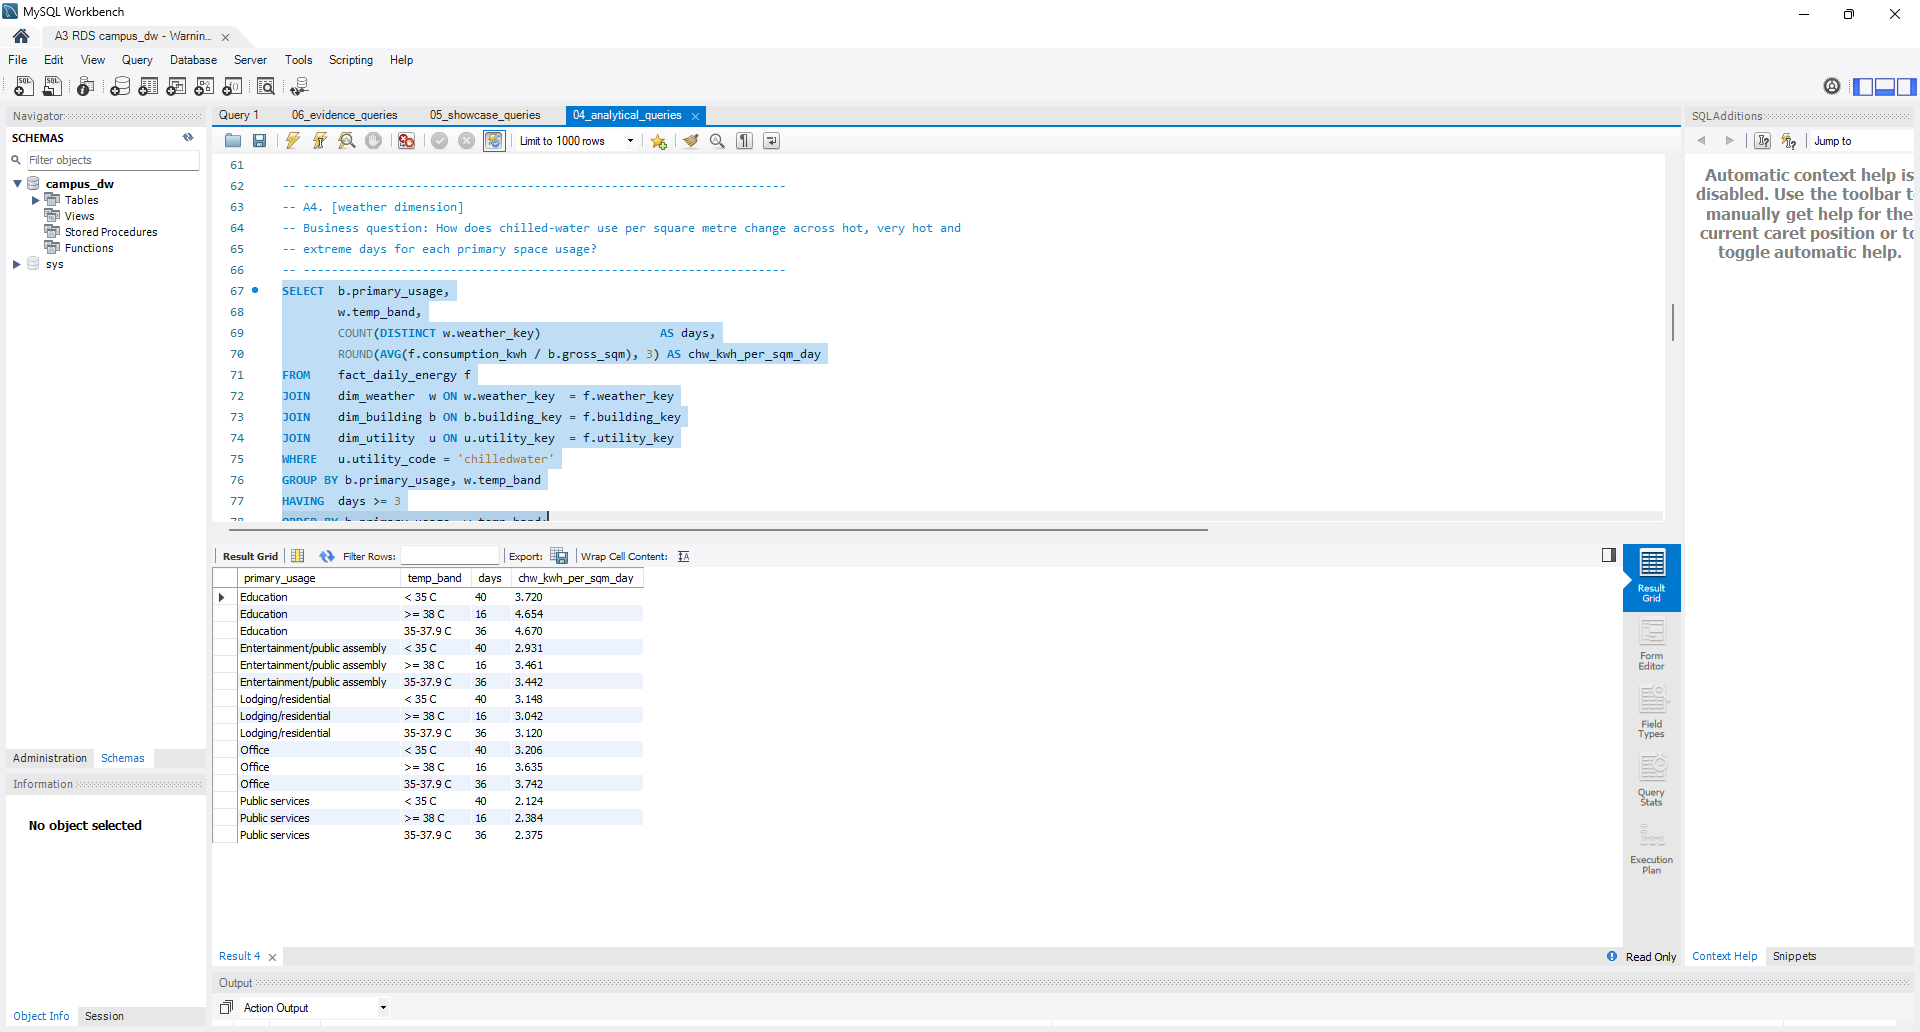 MySQL Workbench
A3 RDS campus_dw - Warnin...
File Edit View Query Database Server Tools Scripting Help
Navigator
SCHEMAS
Filter objects
campus_dw
Tables
Views
Stored Procedures
Functions
sys
Administration Schemas
Information
No object selected
Object Info Session
Query 1 06_evidence_queries 05_showcase_queries 04_analytical_queries
Limit to 1000 rows
61
62 -- ---------------------------------------------------------------------
63 -- A4. [weather dimension]
64 -- Business question: How does chilled-water use per square metre change across hot, very hot and
65 -- extreme days for each primary space usage?
66 -- ---------------------------------------------------------------------
67 SELECT b.primary_usage,
68 w.temp_band,
69 COUNT(DISTINCT w.weather_key) AS days,
70 ROUND(AVG(f.consumption_kwh / b.gross_sqm), 3) AS chw_kwh_per_sqm_day
71 FROM fact_daily_energy f
72 JOIN dim_weather w ON w.weather_key = f.weather_key
73 JOIN dim_building b ON b.building_key = f.building_key
74 JOIN dim_utility u ON u.utility_key = f.utility_key
75 WHERE u.utility_code = 'chilledwater'
76 GROUP BY b.primary_usage, w.temp_band
77 HAVING days >= 3
78 ORDER BY b.primary_usage, w.temp_band;
Result Grid Filter Rows: Export: Wrap Cell Content:
primary_usage temp_band days chw_kwh_per_sqm_day
Education < 35 C 40 3.720
Education >= 38 C 16 4.654
Education 35-37.9 C 36 4.670
Entertainment/public assembly < 35 C 40 2.931
Entertainment/public assembly >= 38 C 16 3.461
Entertainment/public assembly 35-37.9 C 36 3.442
Lodging/residential < 35 C 40 3.148
Lodging/residential >= 38 C 16 3.042
Lodging/residential 35-37.9 C 36 3.120
Office < 35 C 40 3.206
Office >= 38 C 16 3.635
Office 35-37.9 C 36 3.742
Public services < 35 C 40 2.124
Public services >= 38 C 16 2.384
Public services 35-37.9 C 36 2.375
Result
Grid
Form
Editor
Field
Types
Query
Stats
Execution
Plan
Result 4
Read Only
Output
Action Output
SQLAdditions
Jump to
Automatic context help is
disabled. Use the toolbar t
manually get help for the
current caret position or to
toggle automatic help.
Context Help Snippets